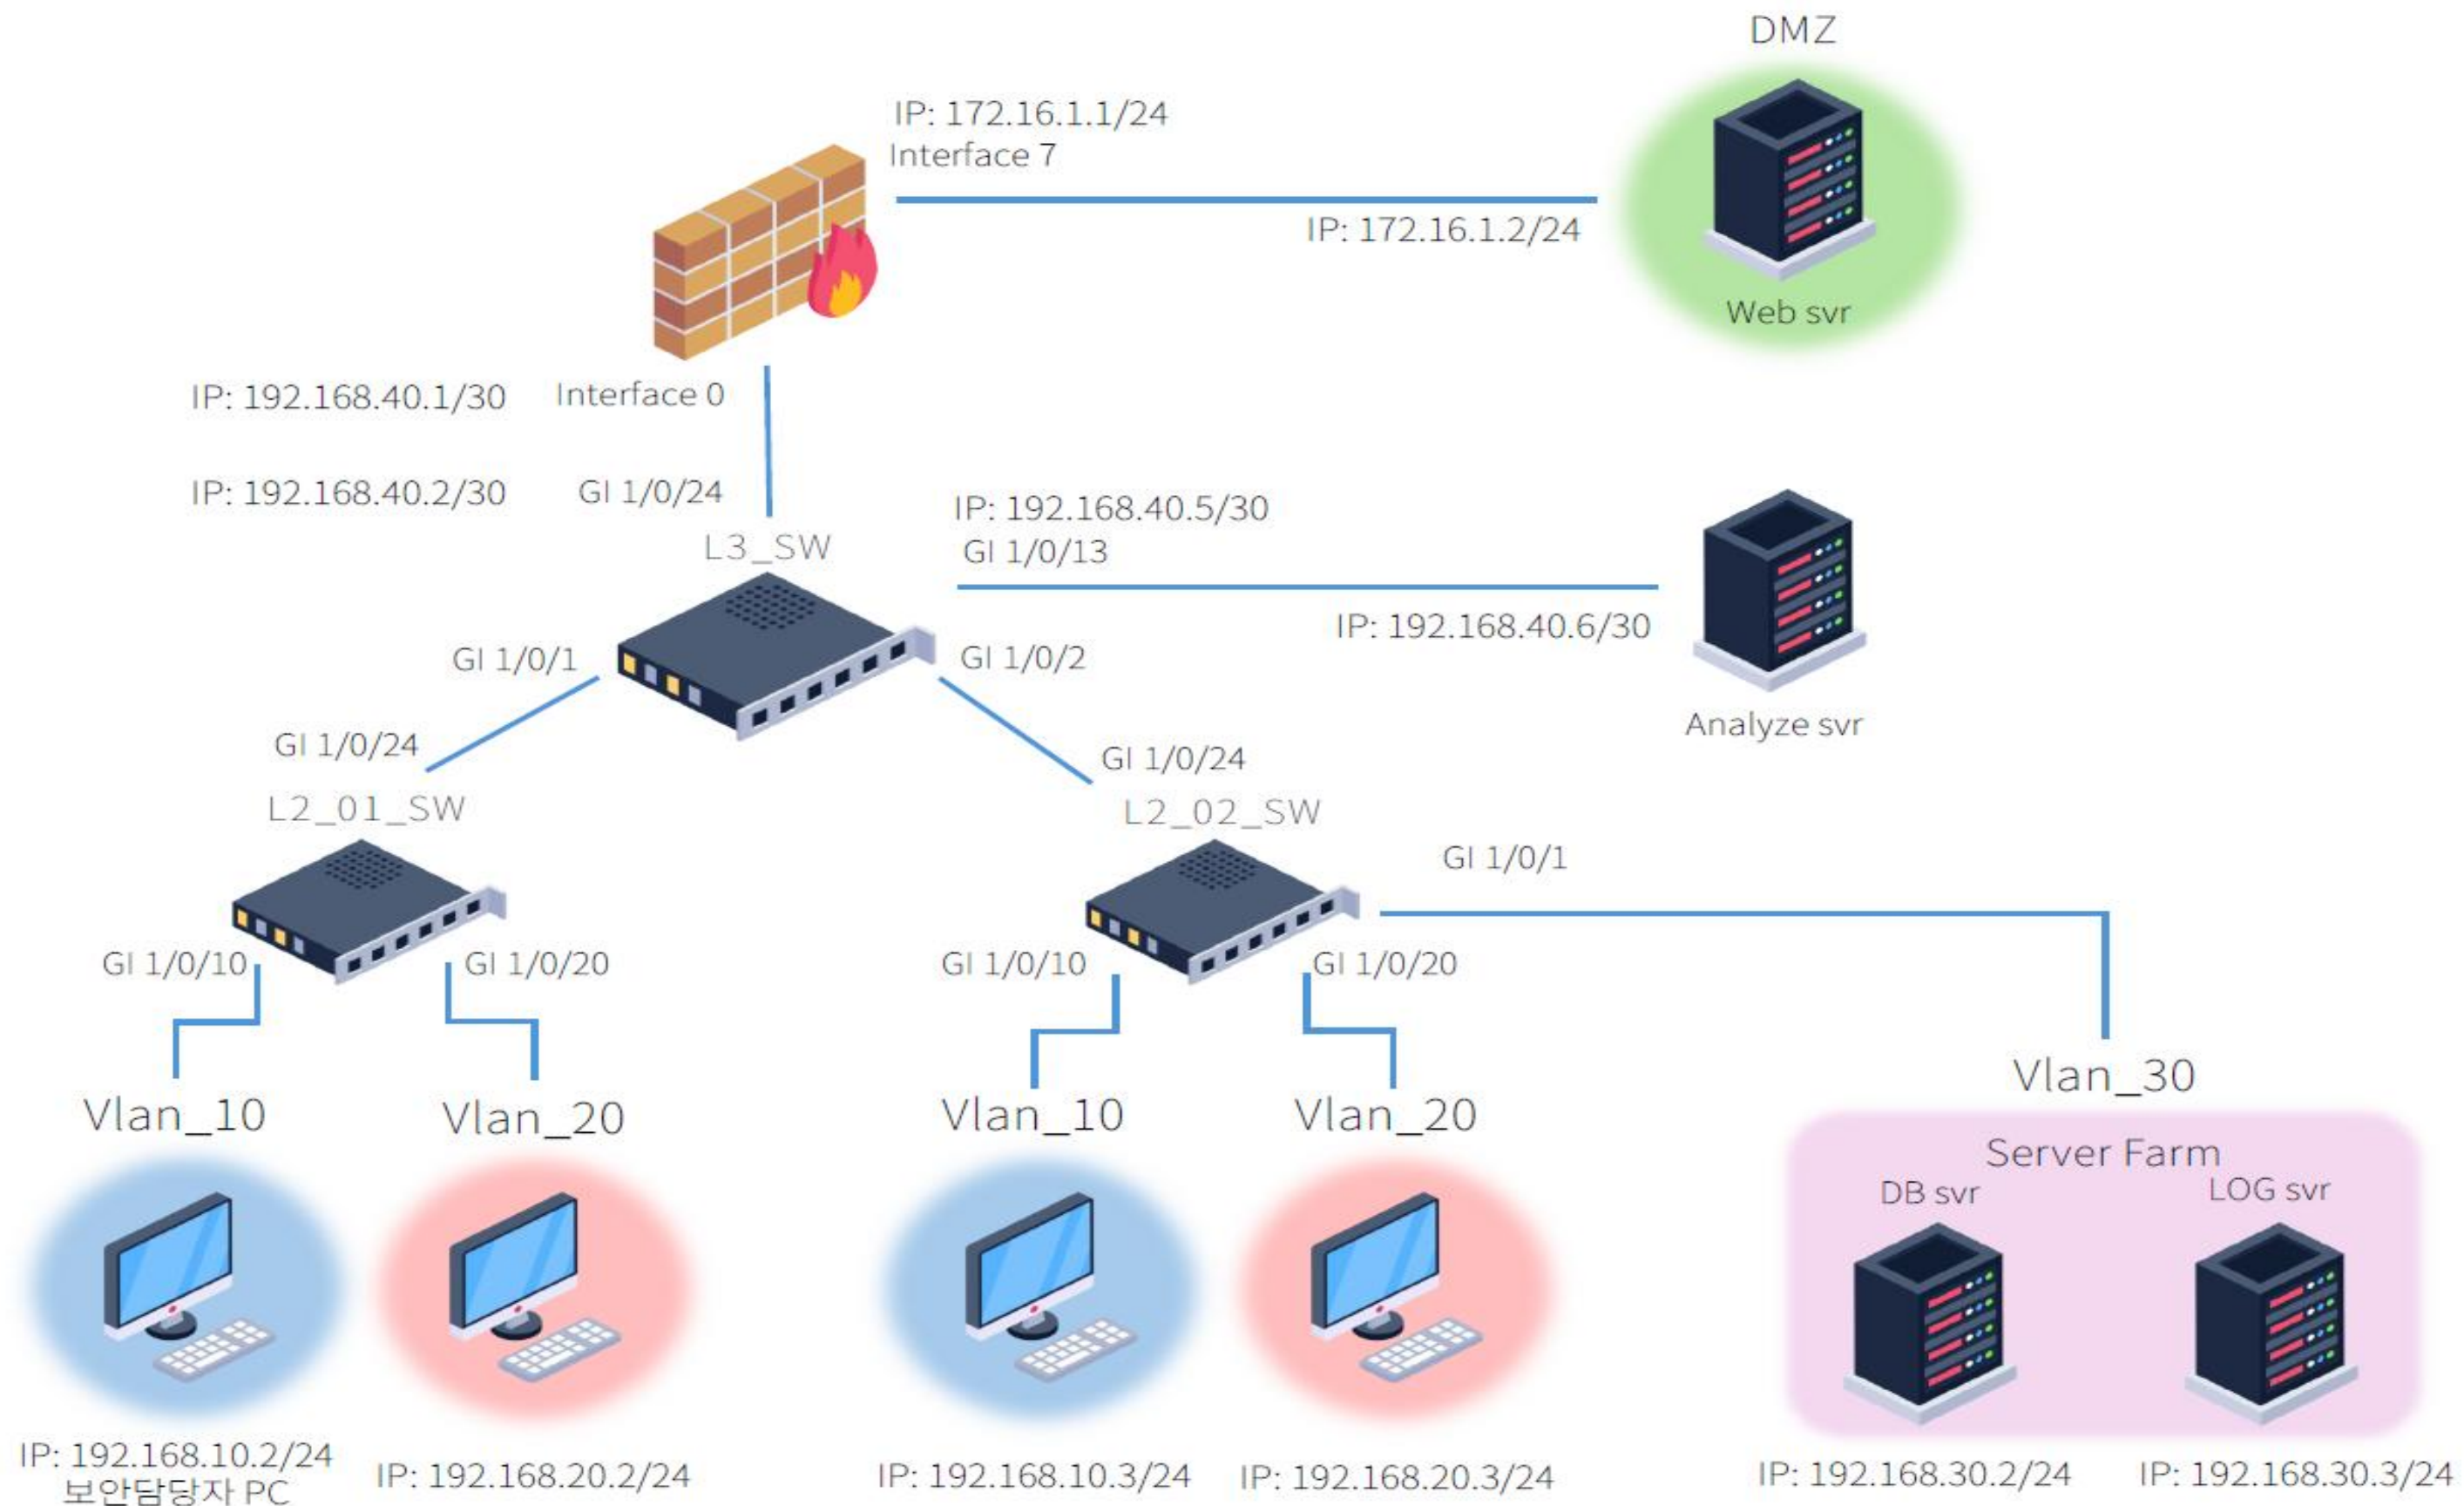 DMZ
IP: 172.16.1.1/24
Interface 7
IP: 172.16.1.2/24
Web svr
IP: 192.168.40.1/30
Interface 0
IP: 192.168.40.2/30
GI 1/0/24
L3_SW
IP: 192.168.40.5/30
GI 1/0/13
IP: 192.168.40.6/30
Analyze svr
GI 1/0/1
GI 1/0/2
GI 1/0/24
L2_01_SW
GI 1/0/24
L2_02_SW
GI 1/0/1
GI 1/0/10
GI 1/0/20
GI 1/0/10
GI 1/0/20
Vlan_10
Vlan_20
Vlan_10
Vlan_20
Vlan_30
Server Farm
DB svr
LOG svr
IP: 192.168.10.2/24
보안담당자 PC
IP: 192.168.20.2/24
IP: 192.168.10.3/24
IP: 192.168.20.3/24
IP: 192.168.30.2/24
IP: 192.168.30.3/24